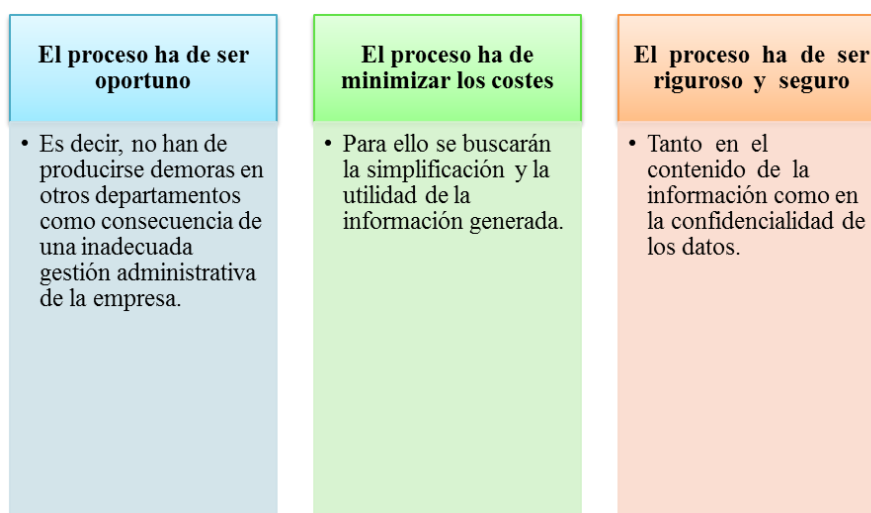 El proceso ha de ser
oportuno
• Es decir, no han de
producirse demoras en
otros departamentos
como consecuencia de
una inadecuada
gestión administrativa
de la empresa.
El proceso ha de
minimizar los costes
• Para ello se buscarán
la simplificación y la
utilidad de la
información generada.
El proceso ha de ser
riguroso y seguro
• Tanto en el
contenido de la
información como en
la confidencialidad de
los datos.